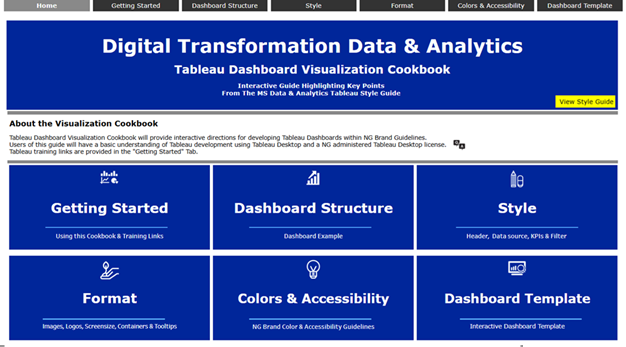 Home
Getting Started
Dashboard Structure
Style
Format
Colors & Accessibility
Dashboard Template
Digital Transformation Data & Analytics
Tableau Dashboard Visualization Cookbook
Interactive Guide Highlighting Key Points
From The MS Data & Analytics Tableau Style Guide
View Style Guide
About the Visualization Cookbook
Tableau Dashboard Visualization Cookbook will provide interactive directions for developing Tableau Dashboards within NG Brand Guidelines.
Users of this guide will have a basic understanding of Tableau development using Tableau Desktop and a NG administered Tableau Desktop license.
Tableau training links are provided in the "Getting Started" Tab.
Getting Started
Using this Cookbook & Training Links
Dashboard Structure
Dashboard Example
Style
Header, Data source, KPIs & Filter
Format
Images, Logos, Screensize, Containers & Tooltips
Colors & Accessibility
NG Brand Color & Accessibility Guidelines
Dashboard Template
Interactive Dashboard Template